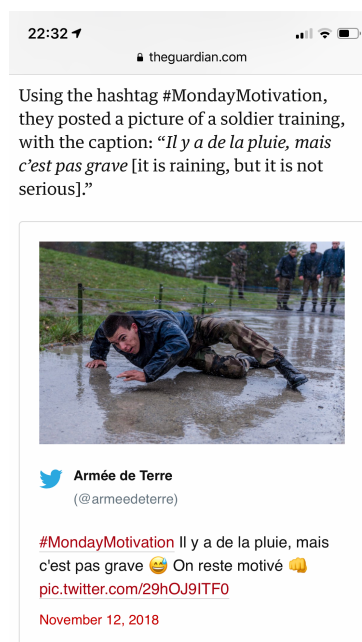 22:32
theguardian.com
Using the hashtag #MondayMotivation,
they posted a picture of a soldier training,
with the caption: “Il y a de la pluie, mais
c’est pas grave [it is raining, but it is not
serious].”
Armée de Terre
(@armeedeterre)
#MondayMotivation Il y a de la pluie, mais
c'est pas grave 😅 On reste motivé 👊
pic.twitter.com/29hOJ9ITF0
November 12, 2018